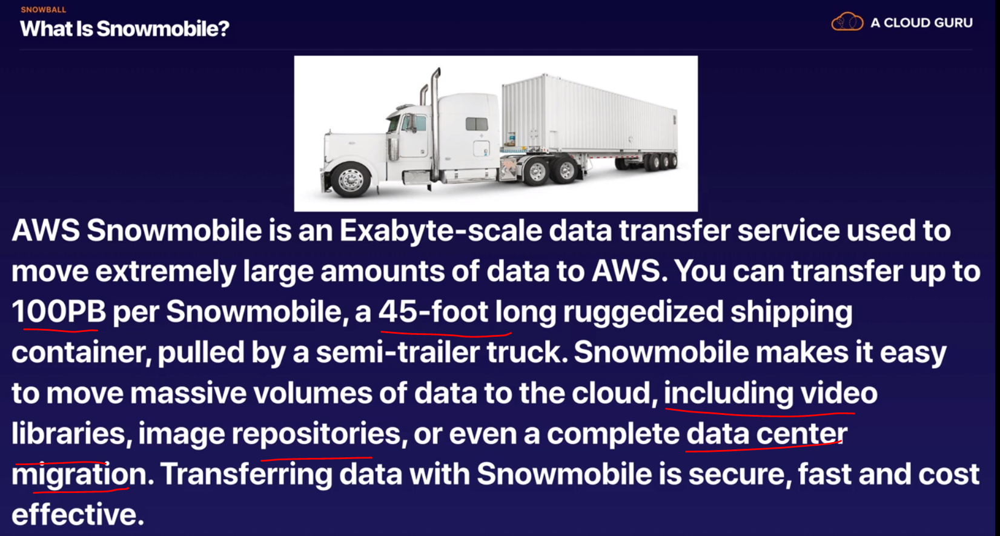 SNOWBALL
What Is Snowmobile?
A CLOUD GURU
AWS Snowmobile is an Exabyte-scale data transfer service used to
move extremely large amounts of data to AWS. You can transfer up to
100PB per Snowmobile, a 45-foot long ruggedized shipping
container, pulled by a semi-trailer truck. Snowmobile makes it easy
to move massive volumes of data to the cloud, including video
libraries, image repositories, or even a complete data center
migration. Transferring data with Snowmobile is secure, fast and cost
effective.